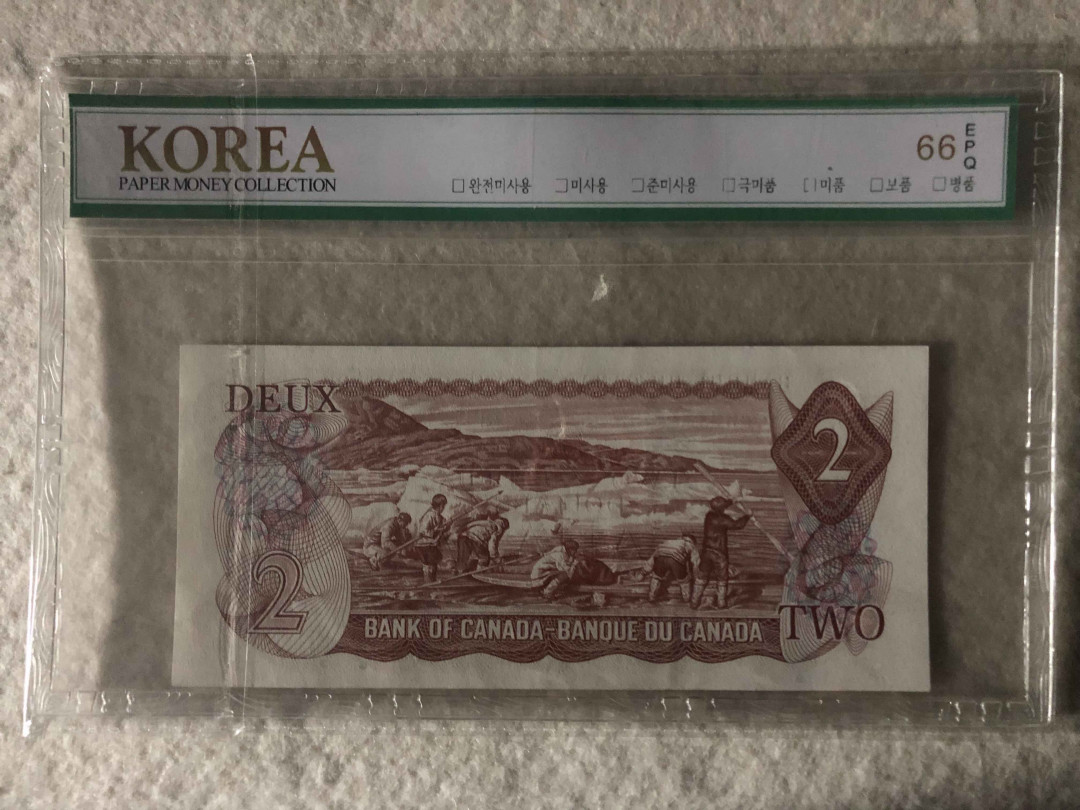 KOREA
PAPER MONEY COLLECTION
□완전미사용 □미사용 □준미사용 □극미품 □미품 □보품 □병품
66 EPQ
DEUX
2
2
BANK OF CANADA-BANQUE DU CANADA
TWO